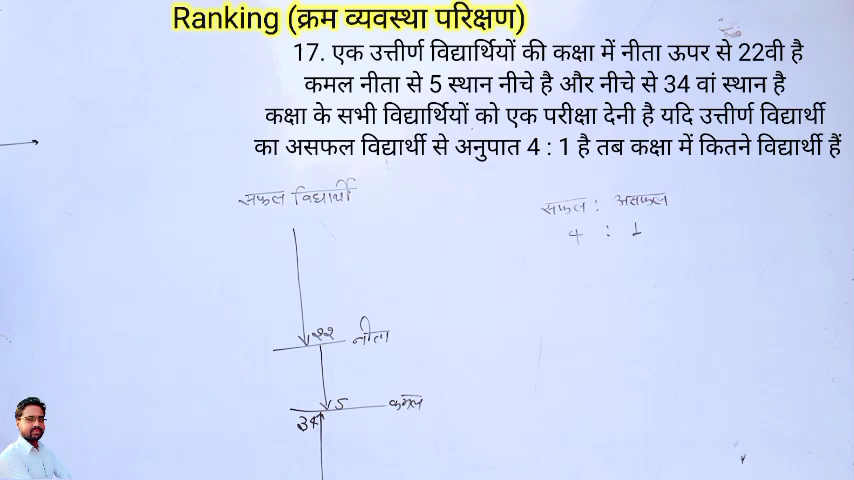 Ranking (क्रम व्यवस्था परिक्षण)
17. एक उत्तीर्ण विद्यार्थियों की कक्षा में नीता ऊपर से 22वी है
कमल नीता से 5 स्थान नीचे है और नीचे से 34 वां स्थान है
कक्षा के सभी विद्यार्थियों को एक परीक्षा देनी है यदि उत्तीर्ण विद्यार्थी
का असफल विद्यार्थी से अनुपात 4 : 1 है तब कक्षा में कितने विद्यार्थी हैं
सफल विद्यार्थी
सफल : असफल
4 : 1
22 नीता
5 कमल
34